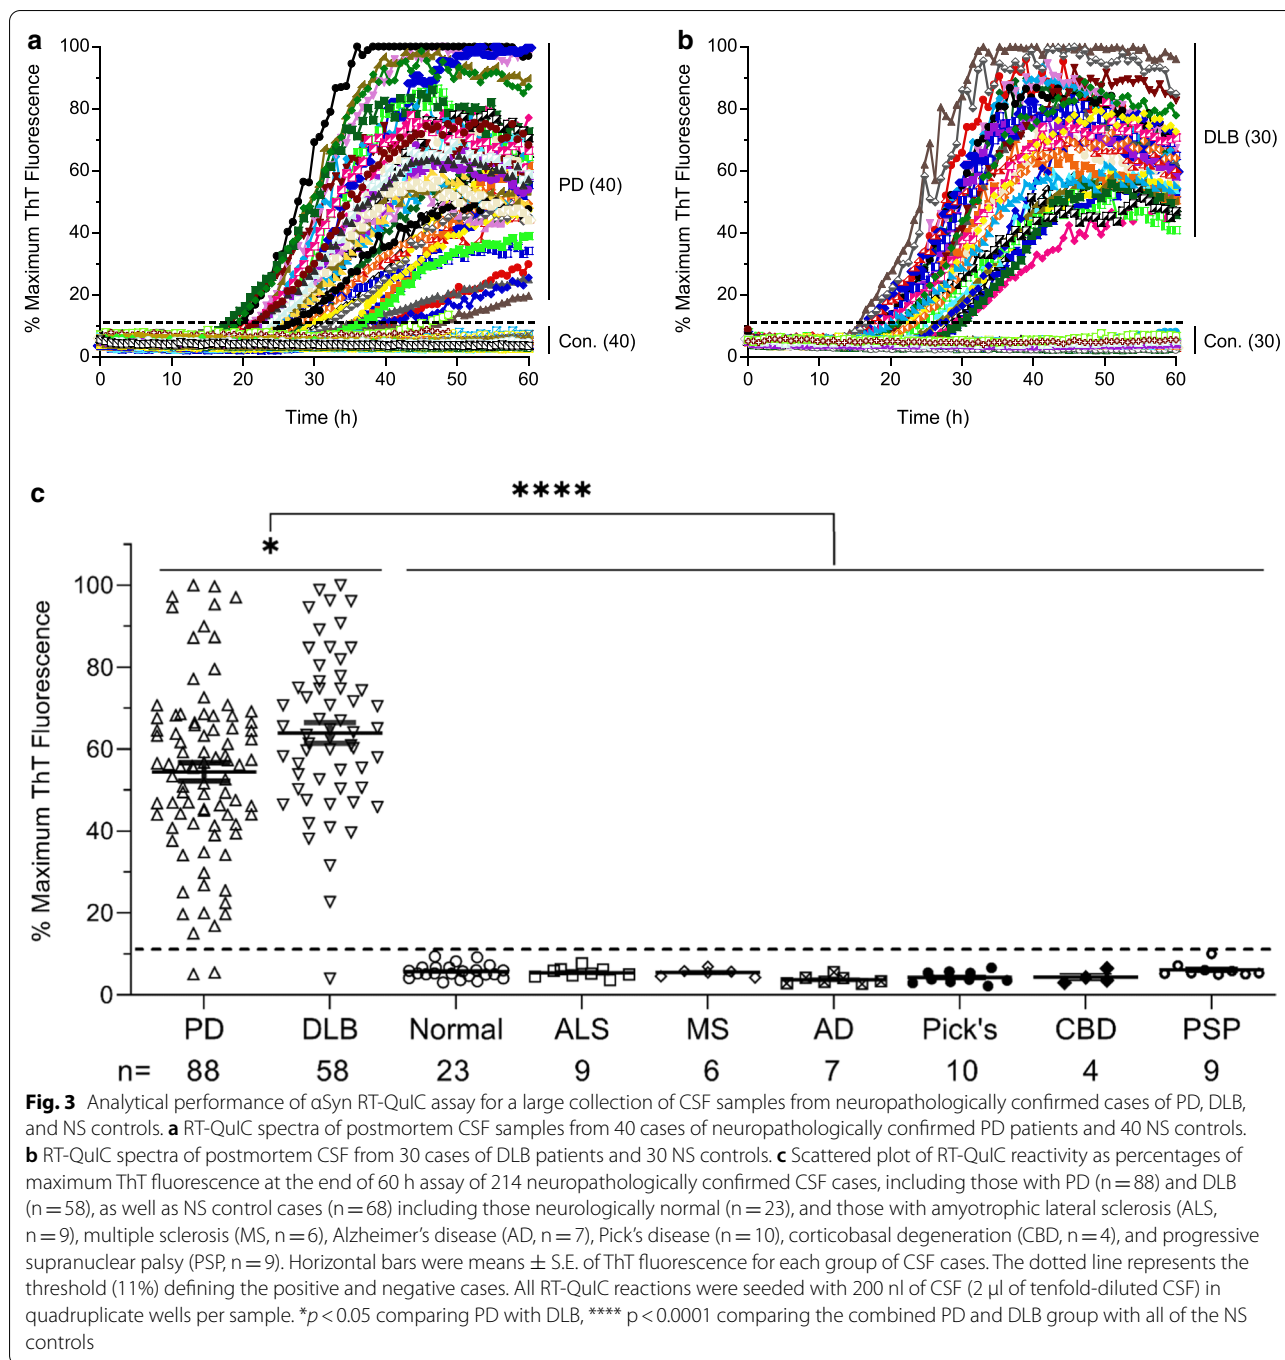 a
% Maximum ThT Fluorescence
100
80
60
40
20
0
0 10 20 30 40 50 60
Time (h)
PD (40)
Con. (40)
b
% Maximum ThT Fluorescence
100
80
60
40
20
0
0 10 20 30 40 50 60
Time (h)
DLB (30)
Con. (30)
c
****
*
% Maximum ThT Fluorescence
100
80
60
40
20
0
PD DLB Normal ALS MS AD Pick's CBD PSP
n= 88 58 23 9 6 7 10 4 9
Fig. 3 Analytical performance of αSyn RT-QuIC assay for a large collection of CSF samples from neuropathologically confirmed cases of PD, DLB,
and NS controls. a RT-QuIC spectra of postmortem CSF samples from 40 cases of neuropathologically confirmed PD patients and 40 NS controls.
b RT-QuIC spectra of postmortem CSF from 30 cases of DLB patients and 30 NS controls. c Scattered plot of RT-QuIC reactivity as percentages of
maximum ThT fluorescence at the end of 60 h assay of 214 neuropathologically confirmed CSF cases, including those with PD (n = 88) and DLB
(n = 58), as well as NS control cases (n = 68) including those neurologically normal (n = 23), and those with amyotrophic lateral sclerosis (ALS,
n = 9), multiple sclerosis (MS, n = 6), Alzheimer's disease (AD, n = 7), Pick's disease (n = 10), corticobasal degeneration (CBD, n = 4), and progressive
supranuclear palsy (PSP, n = 9). Horizontal bars were means ± S.E. of ThT fluorescence for each group of CSF cases. The dotted line represents the
threshold (11%) defining the positive and negative cases. All RT-QuIC reactions were seeded with 200 nl of CSF (2 µl of tenfold-diluted CSF) in
quadruplicate wells per sample. *p < 0.05 comparing PD with DLB, **** p < 0.0001 comparing the combined PD and DLB group with all of the NS
controls